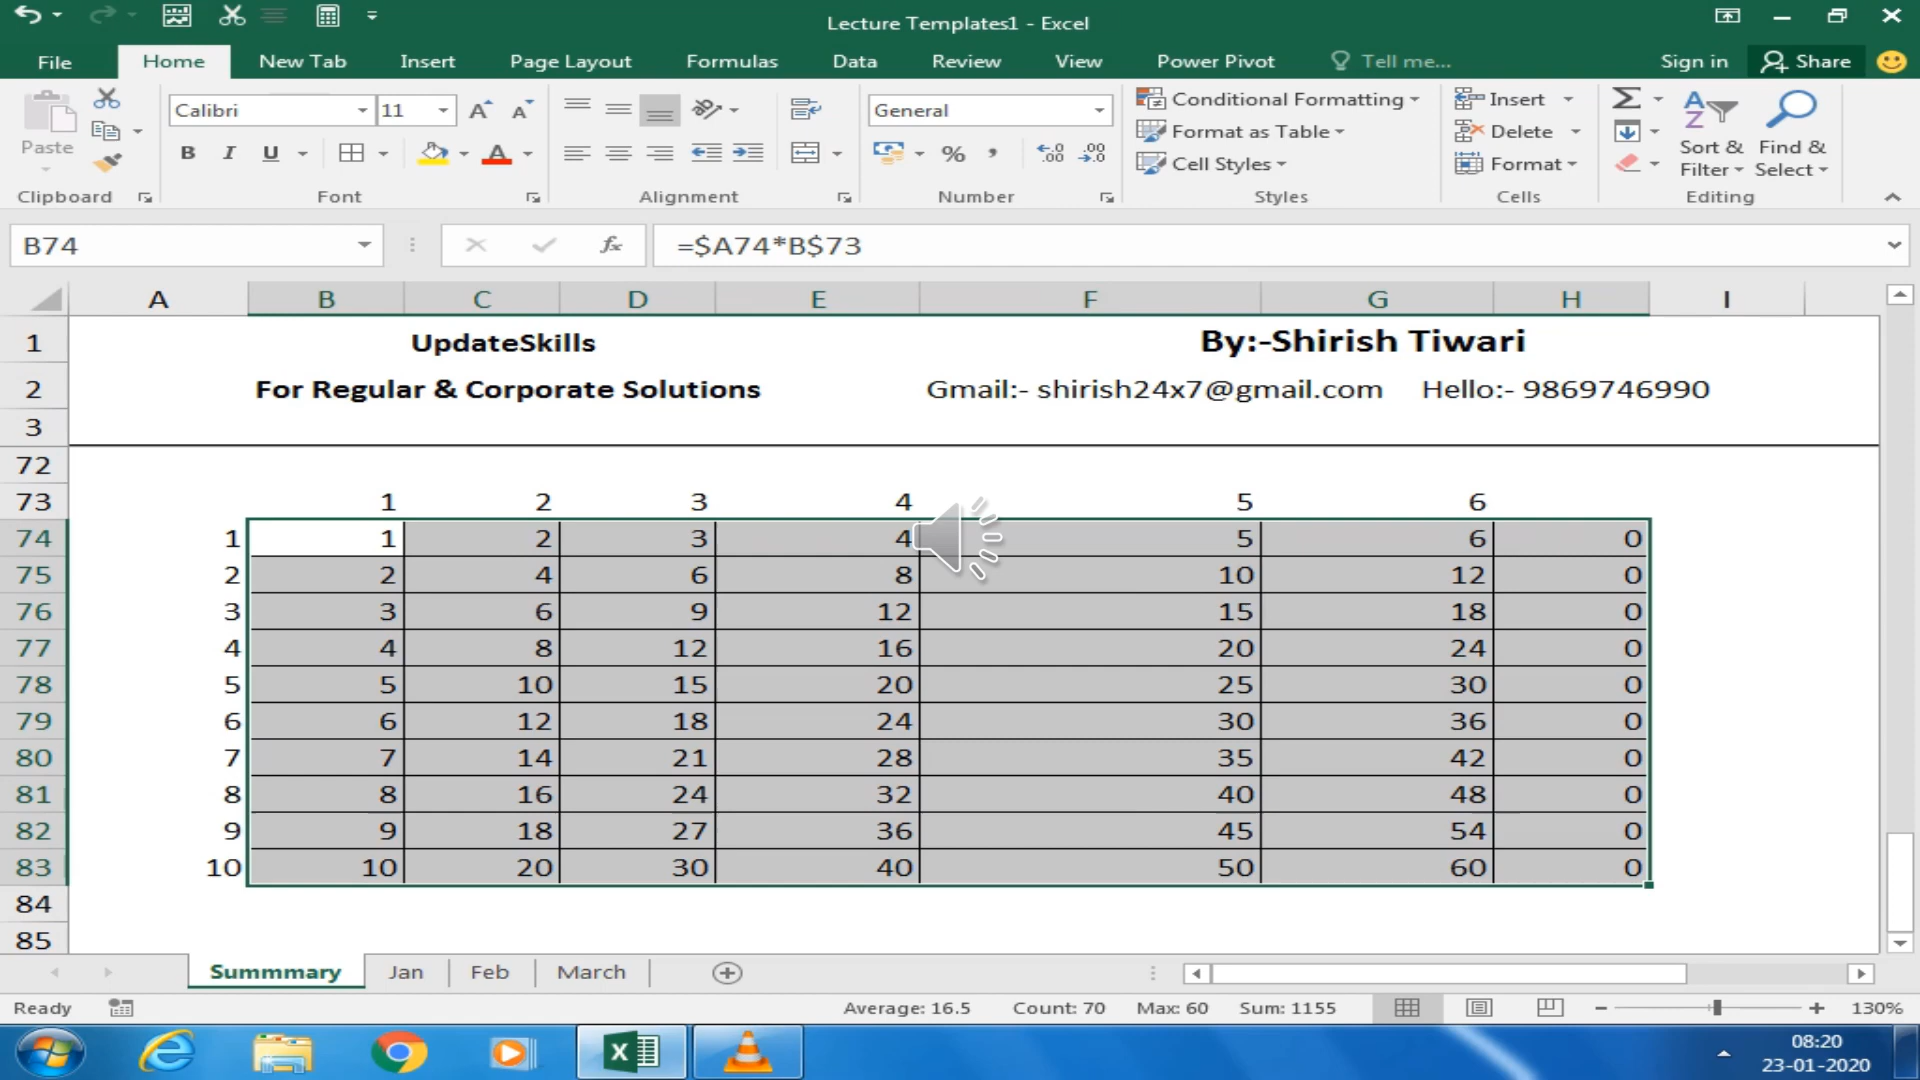 Lecture Templates1 - Excel
File Home New Tab Insert Page Layout Formulas Data Review View Power Pivot Tell me... Sign in Share
Calibri 11 General Conditional Formatting Insert
Paste Format as Table Delete Sort & Filter Find & Select
B I U A % Cell Styles Format
Clipboard Font Alignment Number Styles Cells Editing
B74 fx =$A74*B$73
A B C D E F G H I
1 UpdateSkills By:-Shirish Tiwari
2 For Regular & Corporate Solutions Gmail:- shirish24x7@gmail.com Hello:- 9869746990
3
72
73 1 2 3 4 5 6
74 1 1 2 3 4 5 6 0
75 2 2 4 6 8 10 12 0
76 3 3 6 9 12 15 18 0
77 4 4 8 12 16 20 24 0
78 5 5 10 15 20 25 30 0
79 6 6 12 18 24 30 36 0
80 7 7 14 21 28 35 42 0
81 8 8 16 24 32 40 48 0
82 9 9 18 27 36 45 54 0
83 10 10 20 30 40 50 60 0
84
85
Summmary Jan Feb March
Ready Average: 16.5 Count: 70 Max: 60 Sum: 1155 130%
08:20
23-01-2020